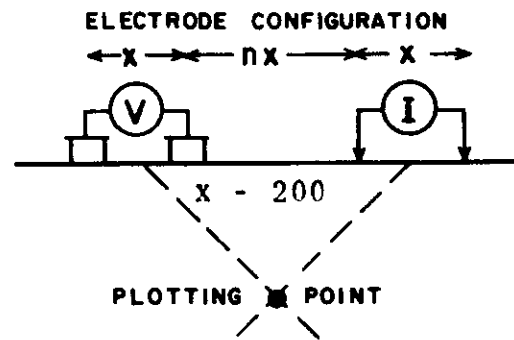 ELECTRODE CONFIGURATION
x nx x
V I
x - 200
PLOTTING POINT